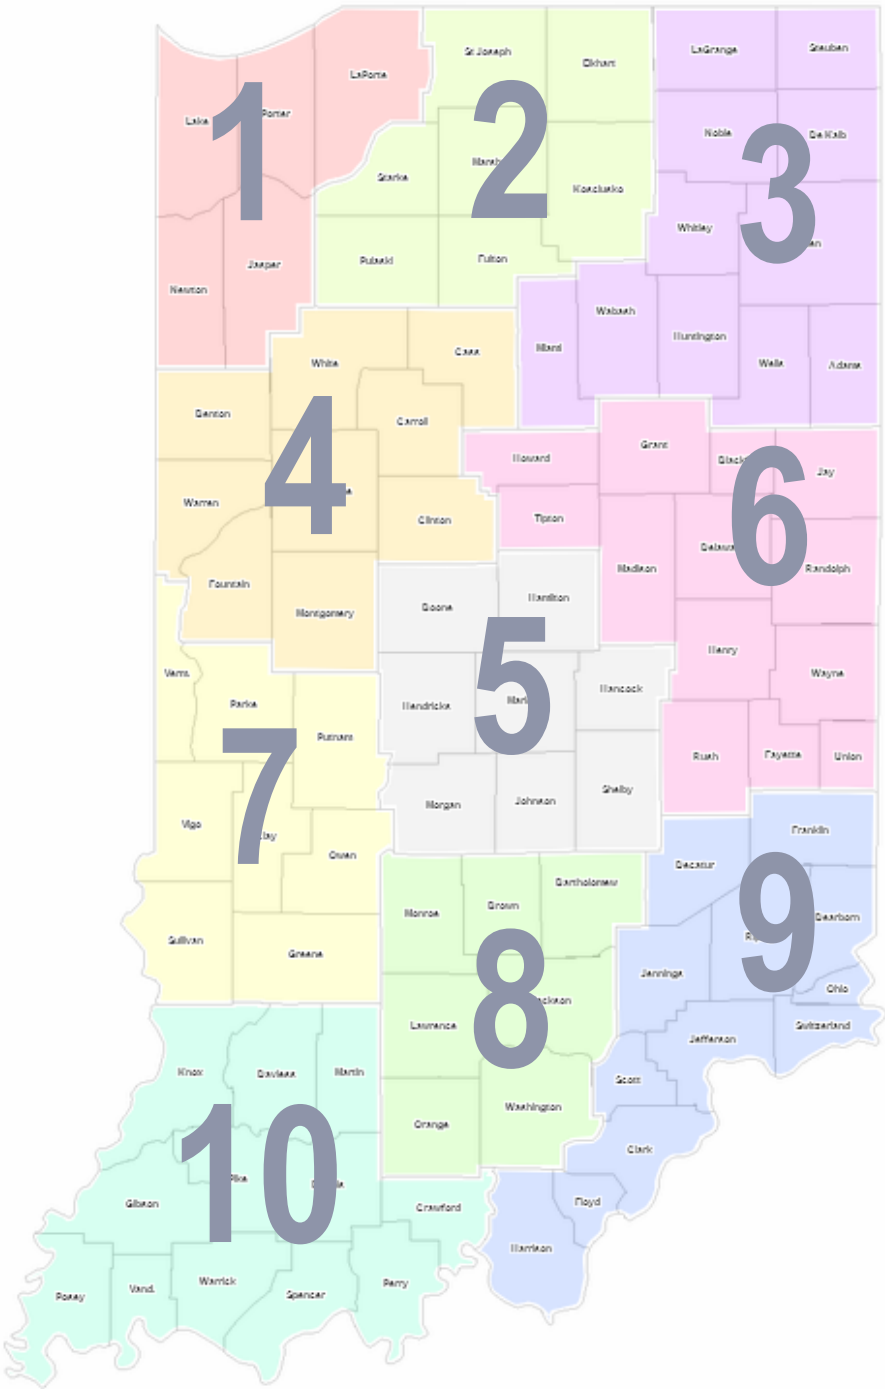 St Joseph
LaGrange
Steuben
Elkhart
LaPorte
1
2
3
Lake
Porter
Noble
De Kalb
Starke
Kosciusko
Whitley
Jasper
Pulaski
Fulton
Newton
Wabash
Miami
Huntington
White
Cass
Wells
Adams
Benton
Carroll
4
Howard
Grant
6
Jay
Warren
Clinton
Tipton
Madison
Randolph
Fountain
Montgomery
Boone
Hamilton
5
Henry
Verm.
Wayne
Parke
Hendricks
Hancock
Putnam
7
Rush
Fayette
Union
Vigo
Morgan
Johnson
Shelby
Owen
Franklin
Decatur
9
Bartholomew
Monroe
Brown
Dearborn
Sullivan
Greene
8
Jennings
Ohio
Lawrence
Jefferson
Switzerland
Knox
Daviess
Martin
Scott
Orange
Washington
10
Clark
Pike
Gibson
Crawford
Floyd
Harrison
Posey
Vand.
Warrick
Spencer
Perry